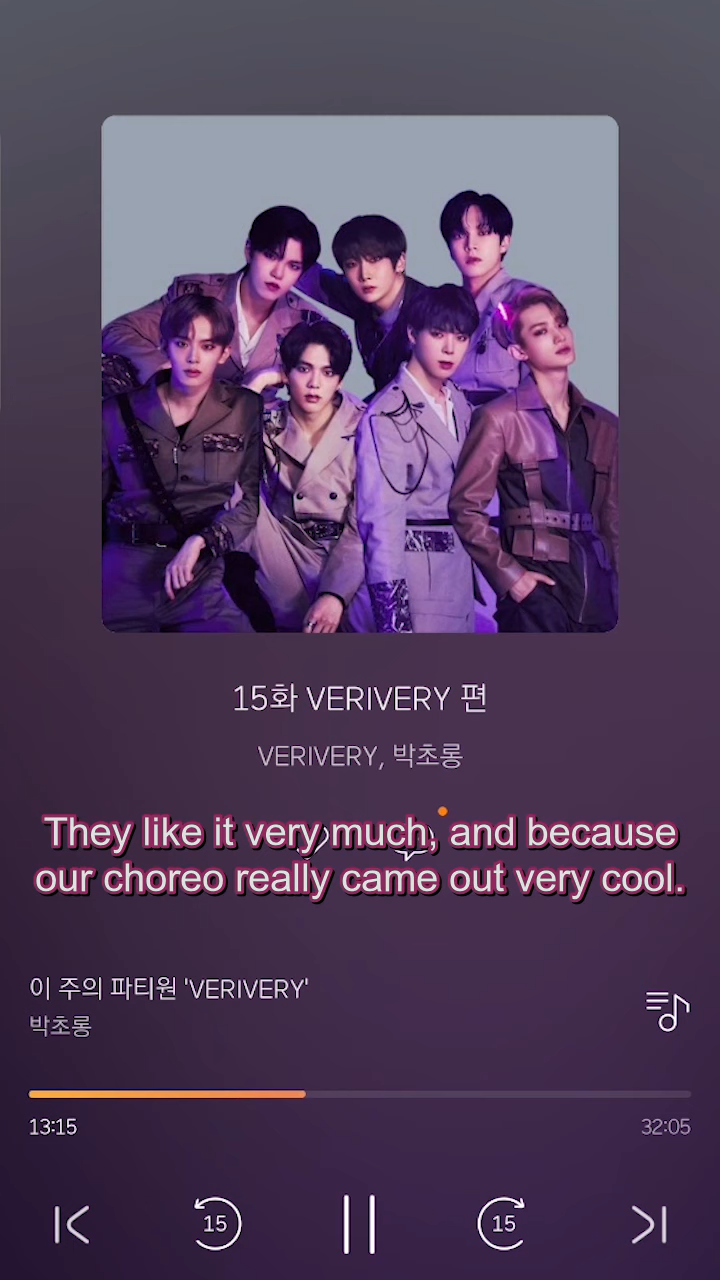 15화 VERIVERY 편
VERIVERY, 박초롱
They like it very much, and because
our choreo really came out very cool.
이 주의 파티원 'VERIVERY'
박초롱
13:15
32:05
15
15